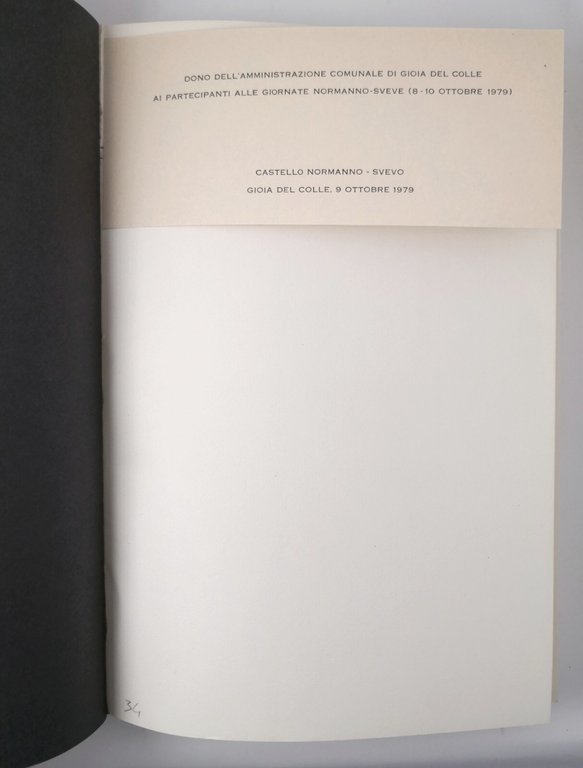 DONO DELL'AMMINISTRAZIONE COMUNALE DI GIOIA DEL COLLE
AI PARTECIPANTI ALLE GIORNATE NORMANNO-SVEVE (8-10 OTTOBRE 1979)
CASTELLO NORMANNO - SVEVO
GIOIA DEL COLLE, 9 OTTOBRE 1979
34